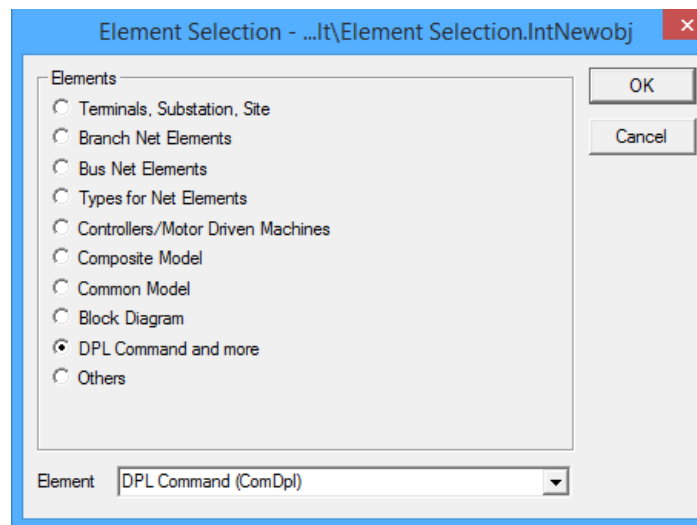 Element Selection - ...lt\Element Selection.IntNewobj
Elements
OK
Terminals, Substation, Site
Branch Net Elements
Cancel
Bus Net Elements
Types for Net Elements
Controllers/Motor Driven Machines
Composite Model
Common Model
Block Diagram
DPL Command and more
Others
Element DPL Command (ComDpl)